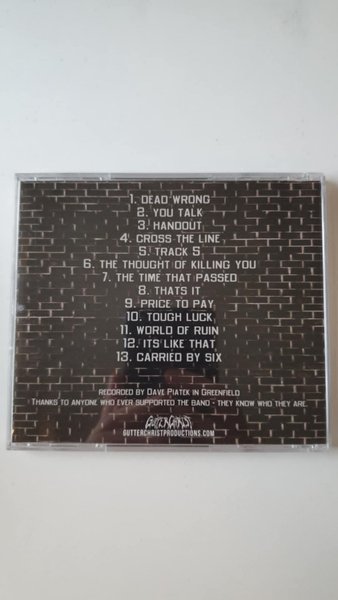 1. DEAD WRONG
2. YOU TALK
3. HANDOUT
4. CROSS THE LINE
5. TRACK 5
6. THE THOUGHT OF KILLING YOU
7. THE TIME THAT PASSED
8. THATS IT
9. PRICE TO PAY
10. TOUGH LUCK
11. WORLD OF RUIN
12. ITS LIKE THAT
13. CARRIED BY SIX
RECORDED BY DAVE PIATEK IN GREENFIELD
THANKS TO ANYONE WHO EVER SUPPORTED THE BAND - THEY KNOW WHO THEY ARE.
GUTTERCHRIST
GUTTERCHRISTPRODUCTIONS.COM